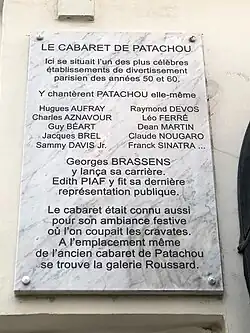 LE CABARET DE PATACHOU
Ici se situait l'un des plus célèbres
établissements de divertissement
parisien des années 50 et 60.
Y chantèrent PATACHOU elle-même
Hugues AUFRAY Raymond DEVOS
Charles AZNAVOUR Léo FERRÉ
Guy BÉART Dean MARTIN
Jacques BREL Claude NOUGARO
Sammy DAVIS Jr. Franck SINATRA ...
Georges BRASSENS
y lança sa carrière.
Edith PIAF y fit sa dernière
représentation publique.
Le cabaret était connu aussi
pour son ambiance festive
où l'on coupait les cravates.
A l'emplacement même
de l'ancien cabaret de Patachou
se trouve la galerie Roussard.